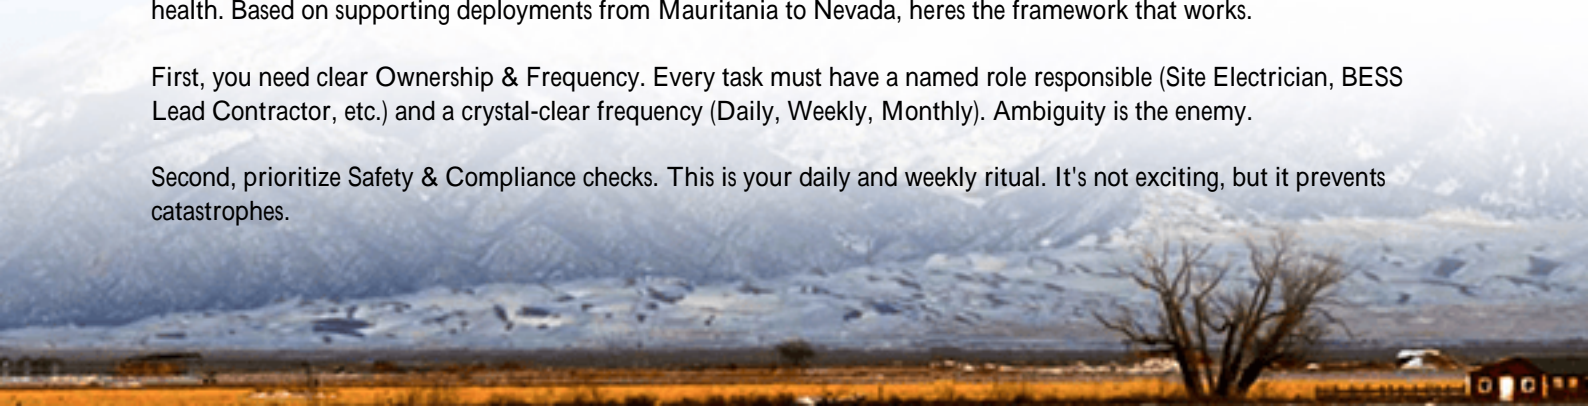 health. Based on supporting deployments from Mauritania to Nevada, heres the framework that works.
First, you need clear Ownership & Frequency. Every task must have a named role responsible (Site Electrician, BESS
Lead Contractor, etc.) and a crystal-clear frequency (Daily, Weekly, Monthly). Ambiguity is the enemy.
Second, prioritize Safety & Compliance checks. This is your daily and weekly ritual. It's not exciting, but it prevents
catastrophes.